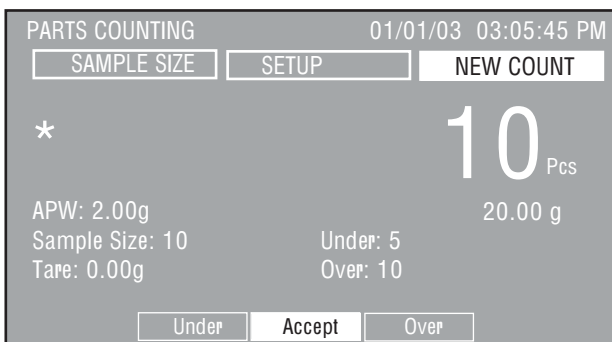 PARTS COUNTING 01/01/03 03:05:45 PM
SAMPLE SIZE SETUP NEW COUNT
* 10 Pcs
APW: 2.00g 20.00 g
Sample Size: 10 Under: 5
Tare: 0.00g Over: 10
Under Accept Over